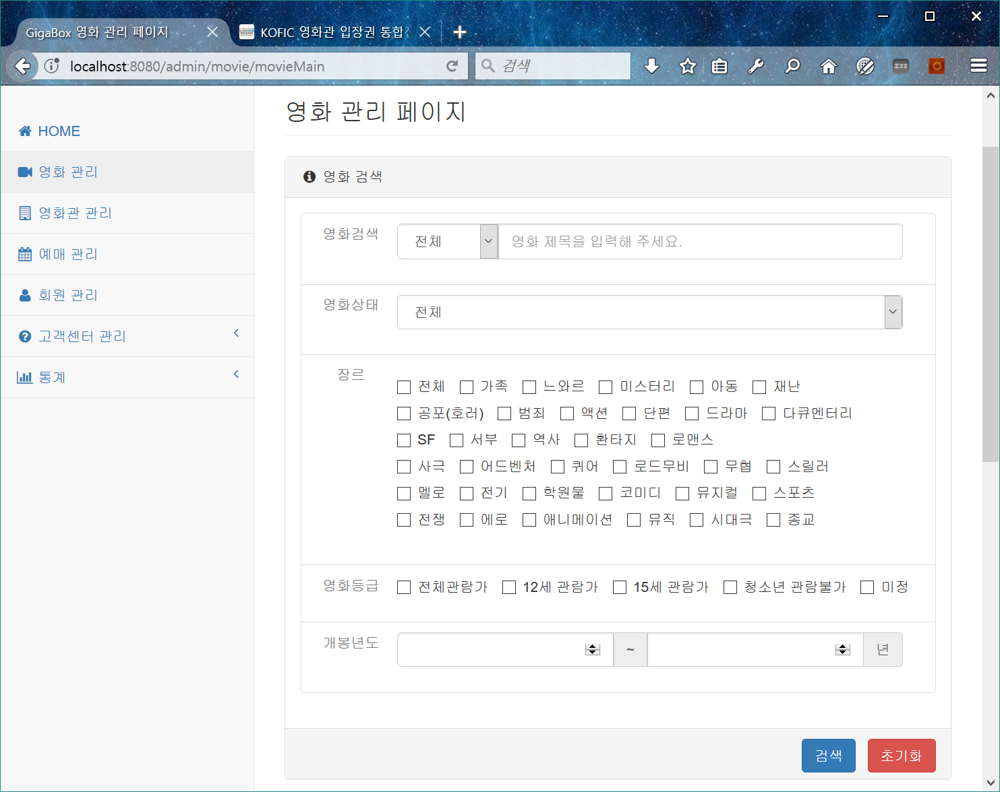 GigaBox 영화 관리 페이지
KOFIC 영화관 입장권 통합
localhost:8080/admin/movie/movieMain
검색
HOME
영화 관리
영화관 관리
예매 관리
회원 관리
고객센터 관리
통계
영화 관리 페이지
영화 검색
영화검색 전체 영화 제목을 입력해 주세요.
영화상태 전체
장르
전체 가족 느와르 미스터리 아동 재난
공포(호러) 범죄 액션 단편 드라마 다큐멘터리
SF 서부 역사 환타지 로맨스
사극 어드벤처 퀴어 로드무비 무협 스릴러
멜로 전기 학원물 코미디 뮤지컬 스포츠
전쟁 에로 애니메이션 뮤직 시대극 종교
영화등급 전체관람가 12세 관람가 15세 관람가 청소년 관람불가 미정
개봉년도 ~ 년
검색 초기화